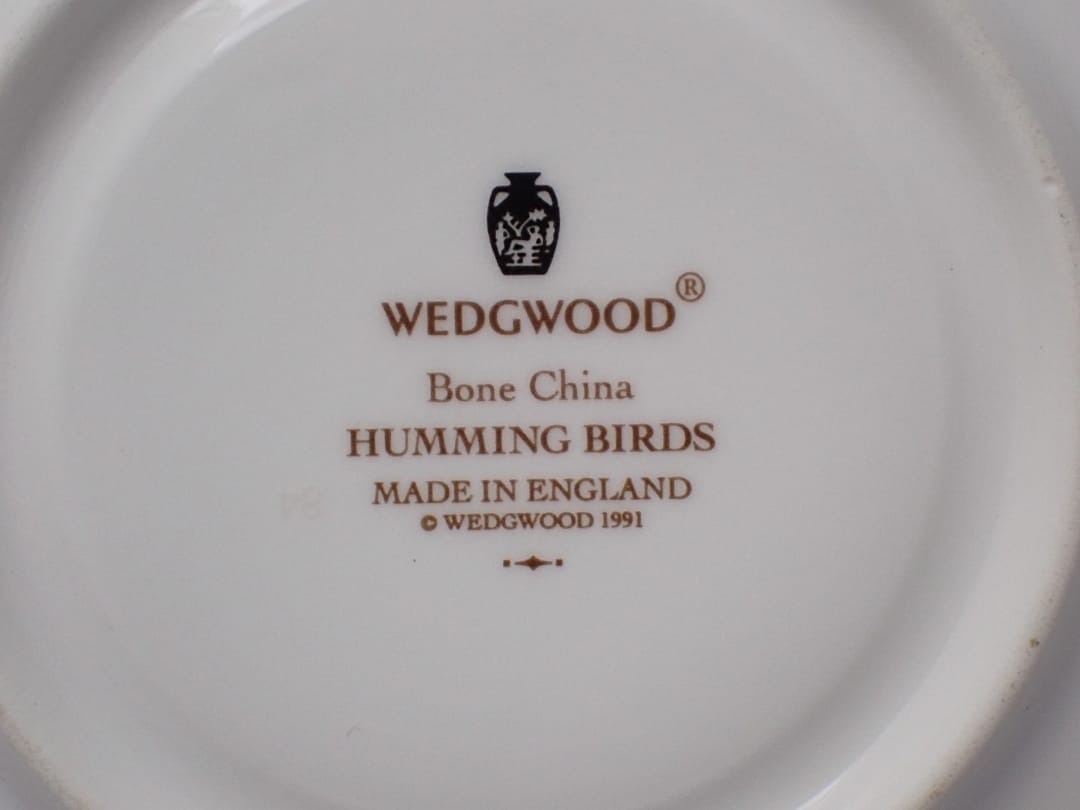 WEDGWOOD®
Bone China
HUMMING BIRDS
MADE IN ENGLAND
© WEDGWOOD 1991